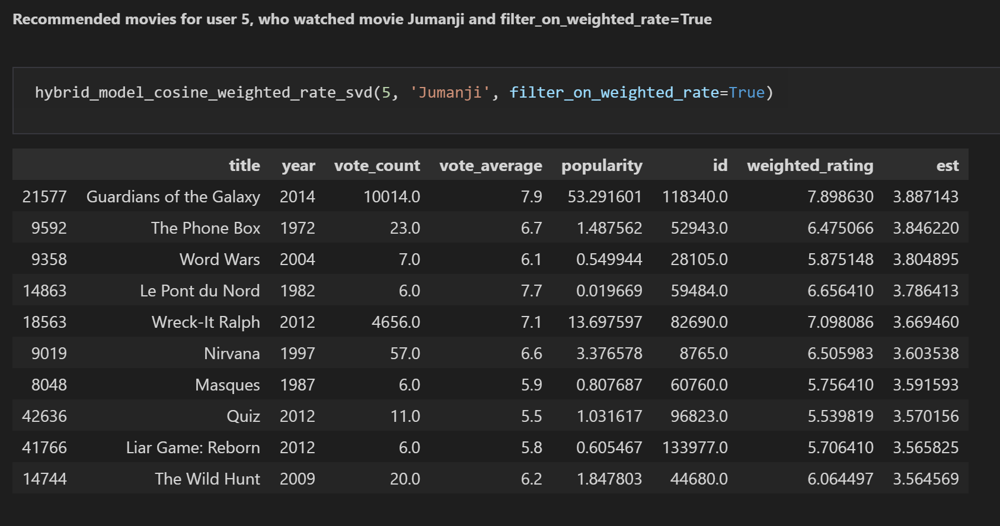 Recommended movies for user 5, who watched movie Jumanji and filter_on_weighted_rate=True
hybrid_model_cosine_weighted_rate_svd(5, 'Jumanji', filter_on_weighted_rate=True)
title year vote_count vote_average popularity id weighted_rating est
21577 Guardians of the Galaxy 2014 10014.0 7.9 53.291601 118340.0 7.898630 3.887143
9592 The Phone Box 1972 23.0 6.7 1.487562 52943.0 6.475066 3.846220
9358 Word Wars 2004 7.0 6.1 0.549944 28105.0 5.875148 3.804895
14863 Le Pont du Nord 1982 6.0 7.7 0.019669 59484.0 6.656410 3.786413
18563 Wreck-It Ralph 2012 4656.0 7.1 13.697597 82690.0 7.098086 3.669460
9019 Nirvana 1997 57.0 6.6 3.376578 8765.0 6.505983 3.603538
8048 Masques 1987 6.0 5.9 0.807687 60760.0 5.756410 3.591593
42636 Quiz 2012 11.0 5.5 1.031617 96823.0 5.539819 3.570156
41766 Liar Game: Reborn 2012 6.0 5.8 0.605467 133977.0 5.706410 3.565825
14744 The Wild Hunt 2009 20.0 6.2 1.847803 44680.0 6.064497 3.564569